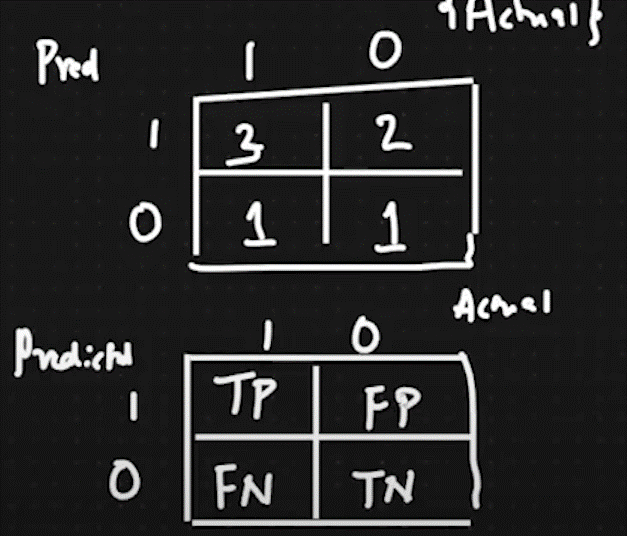 {Actual}
Pred 1 0
1 3 2
0 1 1
Actual
Predicted 1 0
1 TP FP
0 FN TN